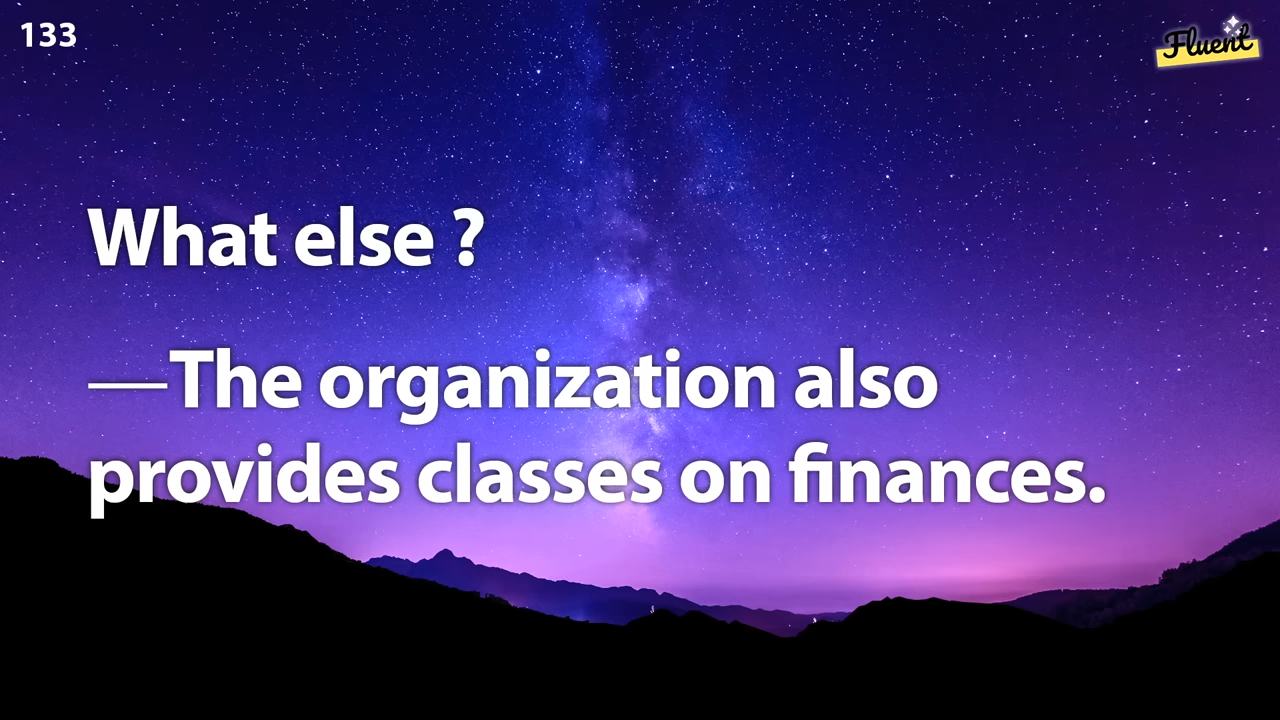 133
Fluent
What else ?
—The organization also
provides classes on finances.